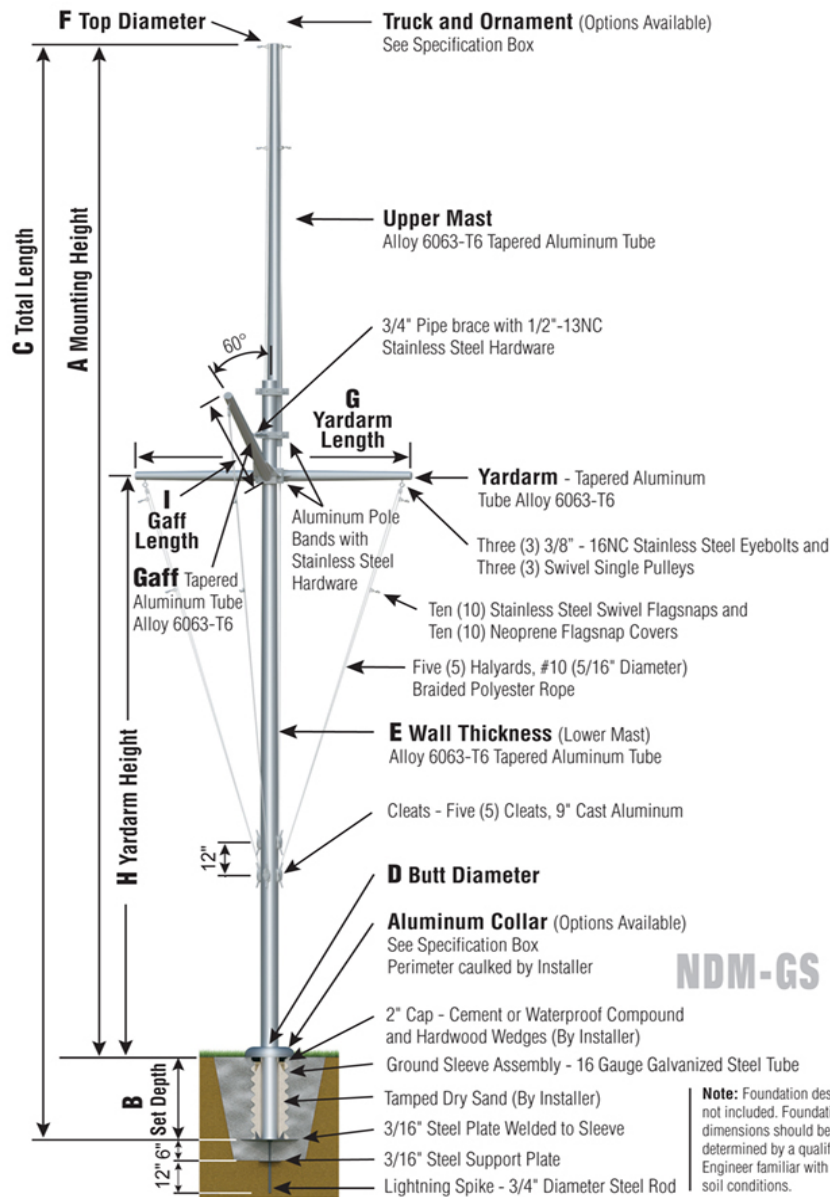 F Top Diameter
Truck and Ornament (Options Available)
See Specification Box
C Total Length
A Mounting Height
Upper Mast
Alloy 6063-T6 Tapered Aluminum Tube
3/4" Pipe brace with 1/2"-13NC
Stainless Steel Hardware
60°
G
Yardarm
Length
Yardarm - Tapered Aluminum
Tube Alloy 6063-T6
I
Gaff
Length
Aluminum Pole
Bands with
Stainless Steel
Hardware
Gaff Tapered
Aluminum Tube
Alloy 6063-T6
Three (3) 3/8" - 16NC Stainless Steel Eyebolts and
Three (3) Swivel Single Pulleys
Ten (10) Stainless Steel Swivel Flagsnaps and
Ten (10) Neoprene Flagsnap Covers
Five (5) Halyards, #10 (5/16" Diameter)
Braided Polyester Rope
H Yardarm Height
E Wall Thickness (Lower Mast)
Alloy 6063-T6 Tapered Aluminum Tube
Cleats - Five (5) Cleats, 9" Cast Aluminum
12"
D Butt Diameter
Aluminum Collar (Options Available)
See Specification Box
Perimeter caulked by Installer
NDM-GS
2" Cap - Cement or Waterproof Compound
and Hardwood Wedges (By Installer)
Ground Sleeve Assembly - 16 Gauge Galvanized Steel Tube
B
Set Depth
Tamped Dry Sand (By Installer)
3/16" Steel Plate Welded to Sleeve
6"
3/16" Steel Support Plate
12"
Lightning Spike - 3/4" Diameter Steel Rod
Note: Foundation des
not included. Foundatio
dimensions should be
determined by a qualif
Engineer familiar with
soil conditions.